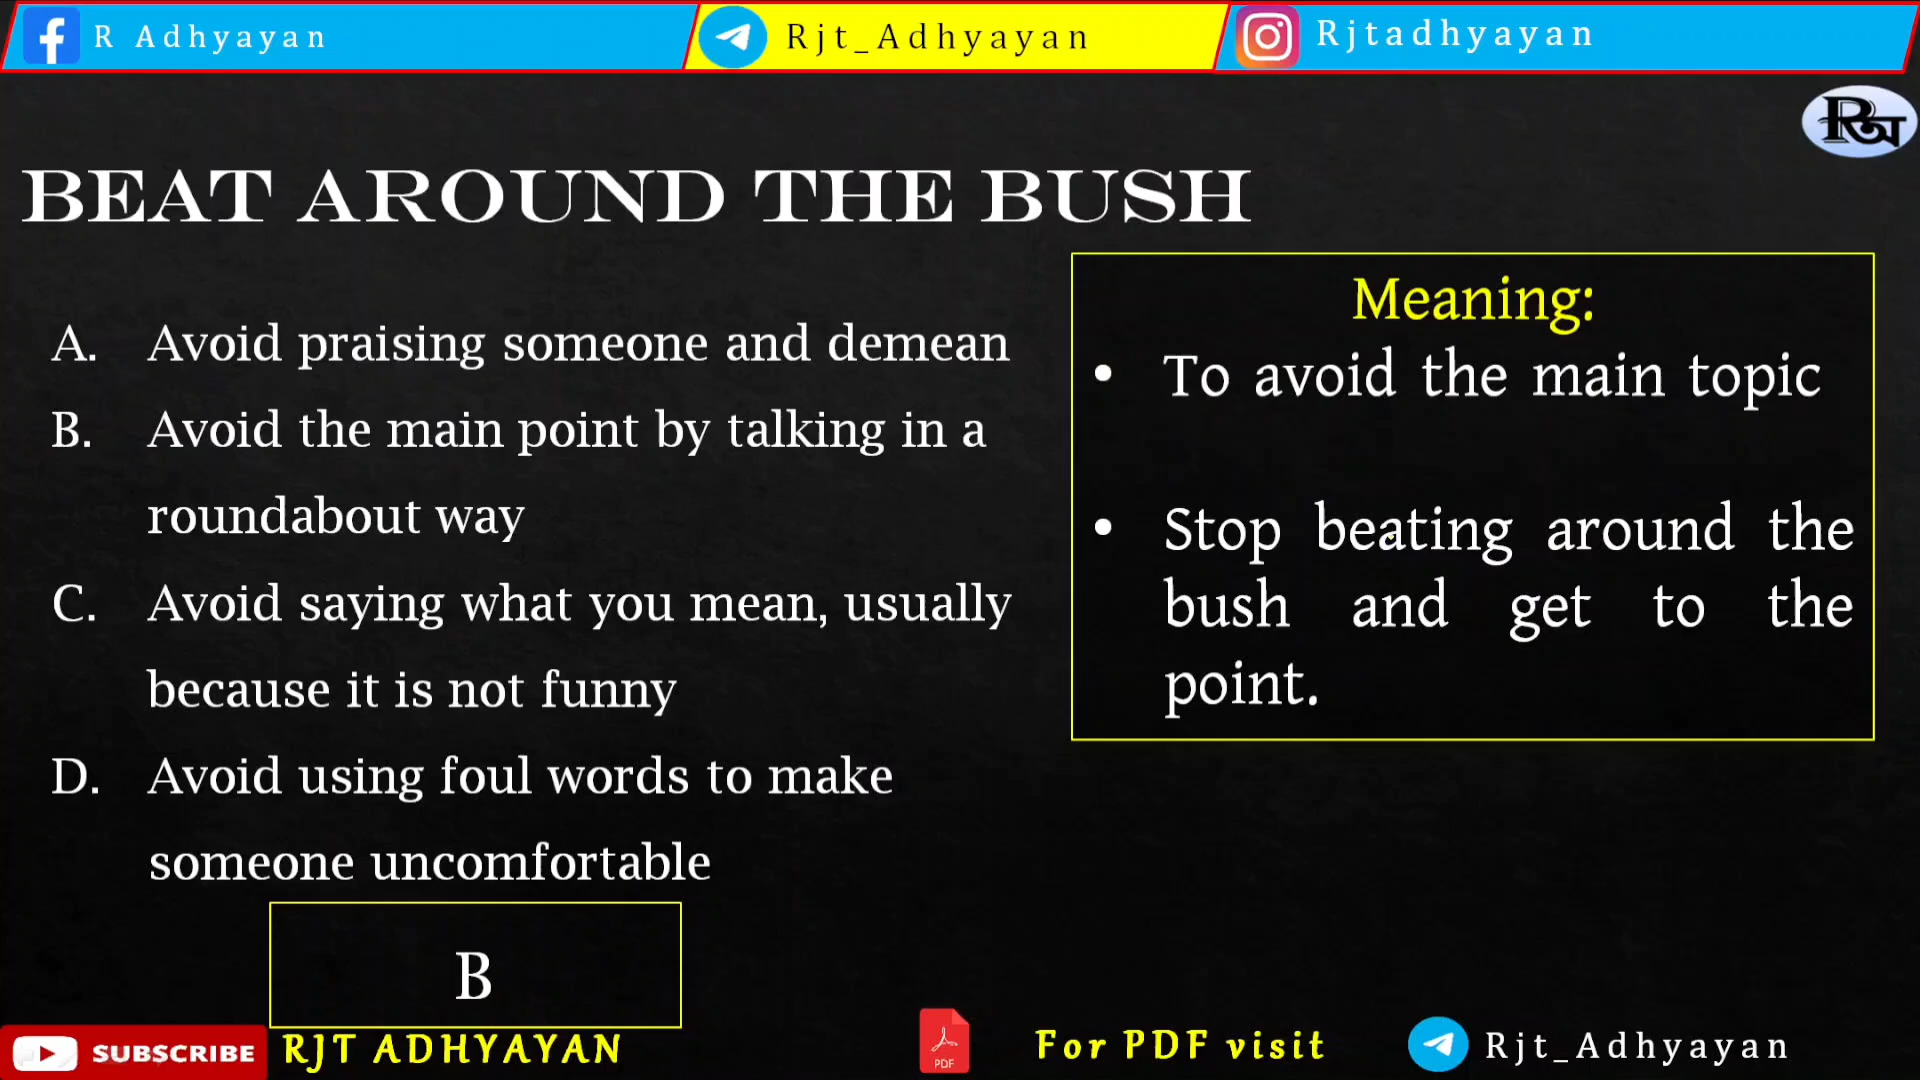 R Adhyayan
Rjt_Adhyayan
Rjtadhyayan
BEAT AROUND THE BUSH
A. Avoid praising someone and demean
B. Avoid the main point by talking in a
roundabout way
C. Avoid saying what you mean, usually
because it is not funny
D. Avoid using foul words to make
someone uncomfortable
B
Meaning:
• To avoid the main topic
• Stop beating around the
bush and get to the
point.
SUBSCRIBE
RJT ADHYAYAN
PDF
For PDF visit
Rjt_Adhyayan